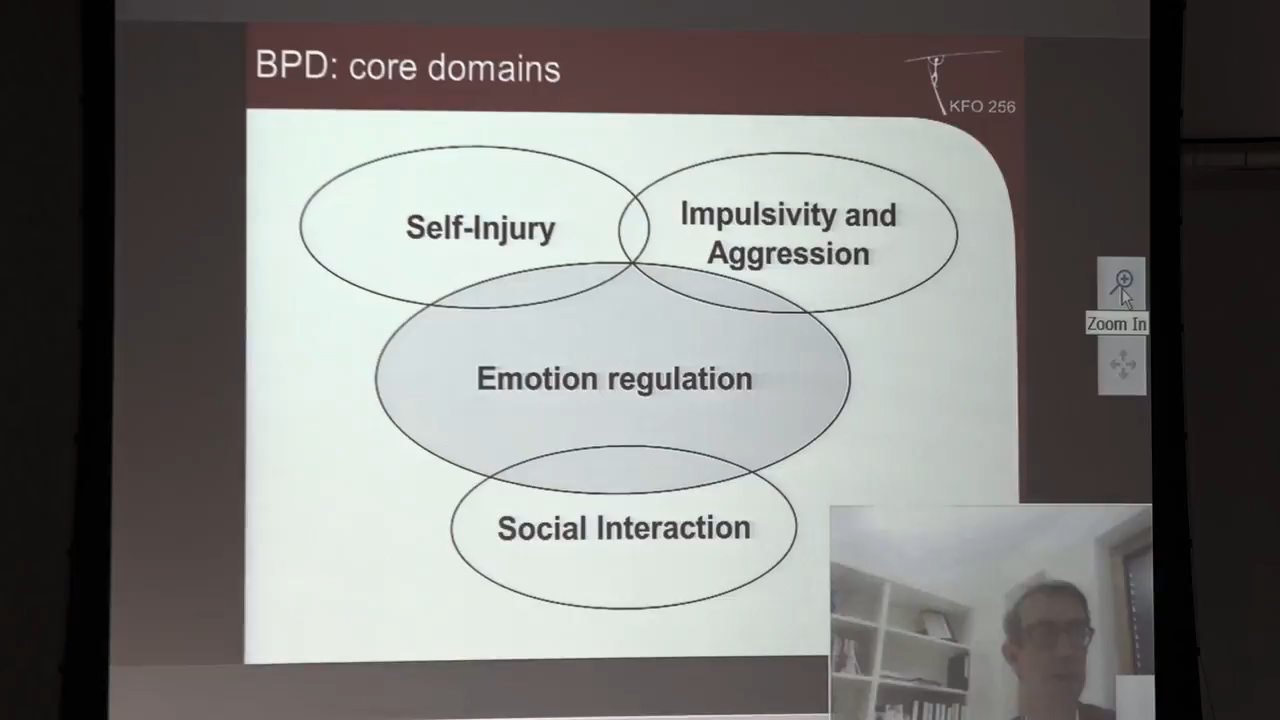 BPD: core domains
KFO 256
Self-Injury
Impulsivity and
Aggression
Zoom In
Emotion regulation
Social Interaction